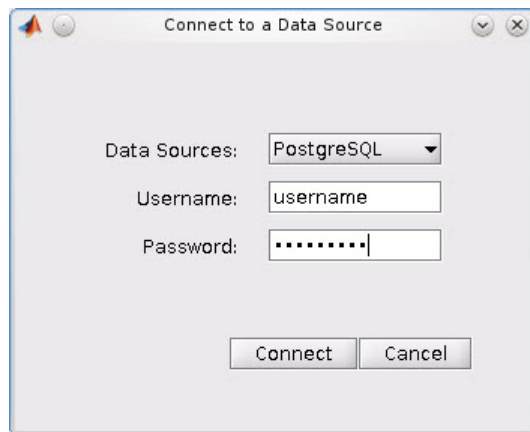 Connect to a Data Source
Data Sources: PostgreSQL
Username: username
Password: •••••••••
Connect Cancel